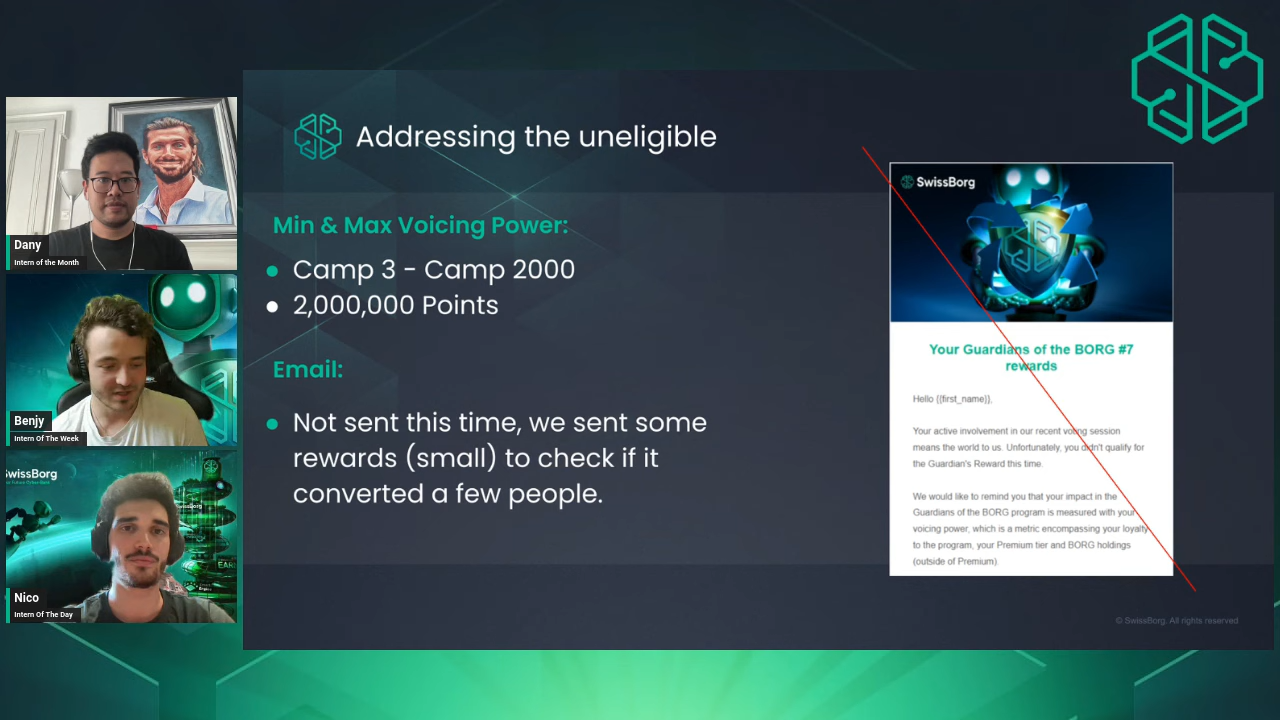 Addressing the uneligible
SwissBorg
Min & Max Voicing Power:
Camp 3 - Camp 2000
2,000,000 Points
Email:
Not sent this time, we sent some
rewards (small) to check if it
converted a few people.
Your Guardians of the BORG #7
rewards
Hello {{first_name}},
Your active involvement in our recent voting session
means the world to us. Unfortunately, you didn't qualify for
the Guardian's Reward this time.
We would like to remind you that your impact in the
Guardians of the BORG program is measured with your
voicing power, which is a metric encompassing your loyalty
to the program, your Premium tier and BORG holdings
(outside of Premium)
© SwissBorg. All rights reserved
Dany
Intern of the Month
Benjy
Intern Of The Week
SwissBorg
Nico
Intern Of The Day